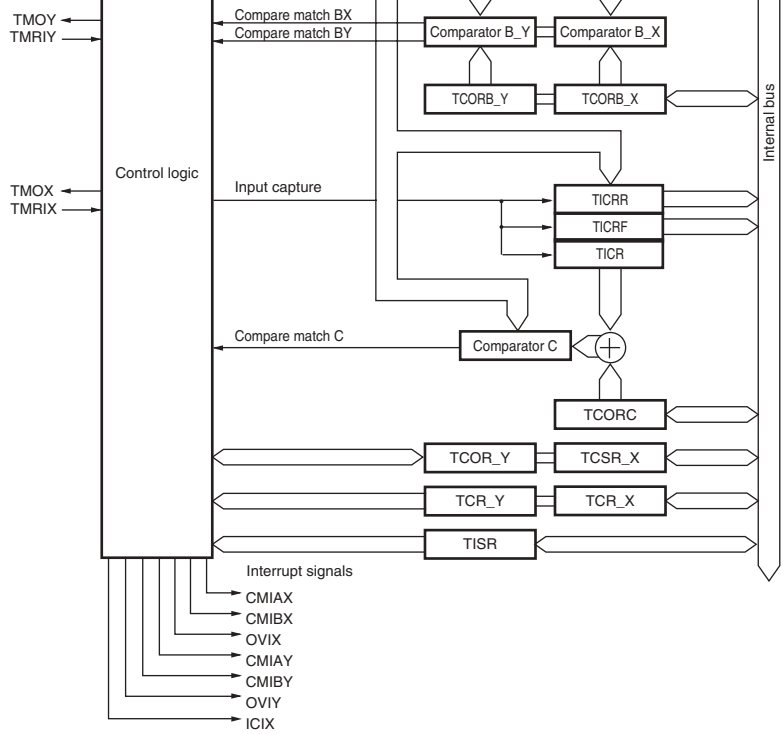 Compare match BX
TMOY
TMRIY
Compare match BY
Comparator B_Y
Comparator B_X
TCORB_Y
TCORB_X
Internal bus
Control logic
Input capture
TMOX
TMRIX
TICRR
TICRF
TICR
Compare match C
Comparator C
TCORC
TCOR_Y
TCSR_X
TCR_Y
TCR_X
TISR
Interrupt signals
CMIAX
CMIBX
OVIX
CMIAY
CMIBY
OVIY
ICIX